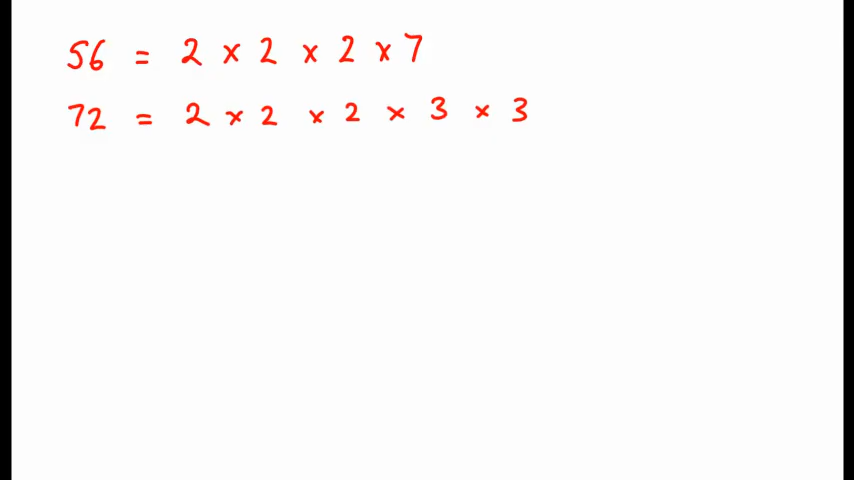 56 = 2 × 2 × 2 × 7
72 = 2 × 2 × 2 × 3 × 3